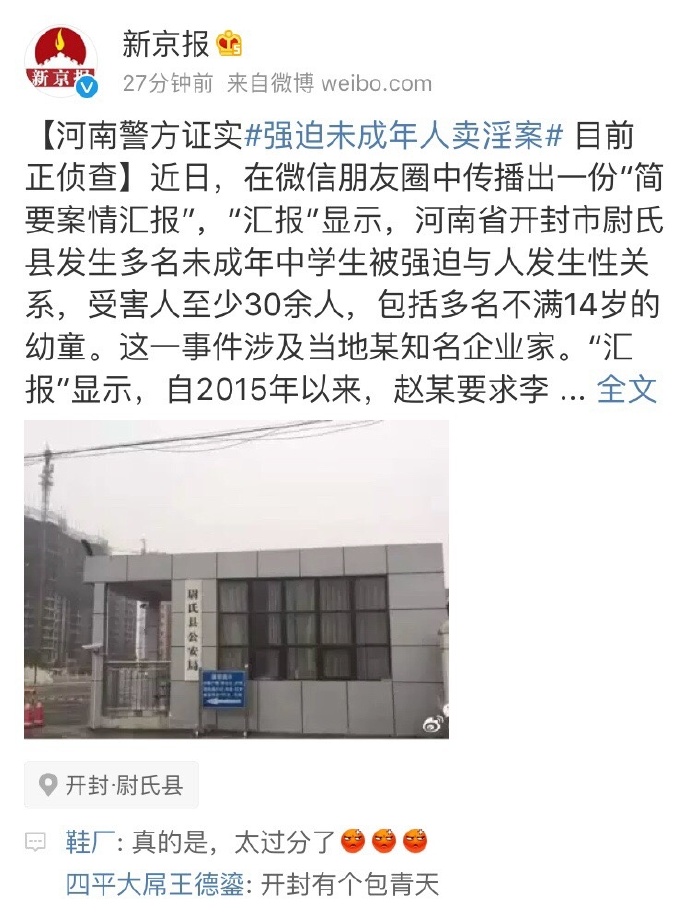 新京报
新京报
27分钟前 来自微博 weibo.com
【河南警方证实#强迫未成年人卖淫案# 目前
正侦查】近日，在微信朋友圈中传播出一份“简
要案情汇报”，“汇报”显示，河南省开封市尉氏
县发生多名未成年中学生被强迫与人发生性关
系，受害人至少30余人，包括多名不满14岁的
幼童。这一事件涉及当地某知名企业家。“汇
报”显示，自2015年以来，赵某要求李 ... 全文
尉氏县公安局
开封·尉氏县
鞋厂: 真的是，太过分了
四平大屌王德鎏: 开封有个包青天